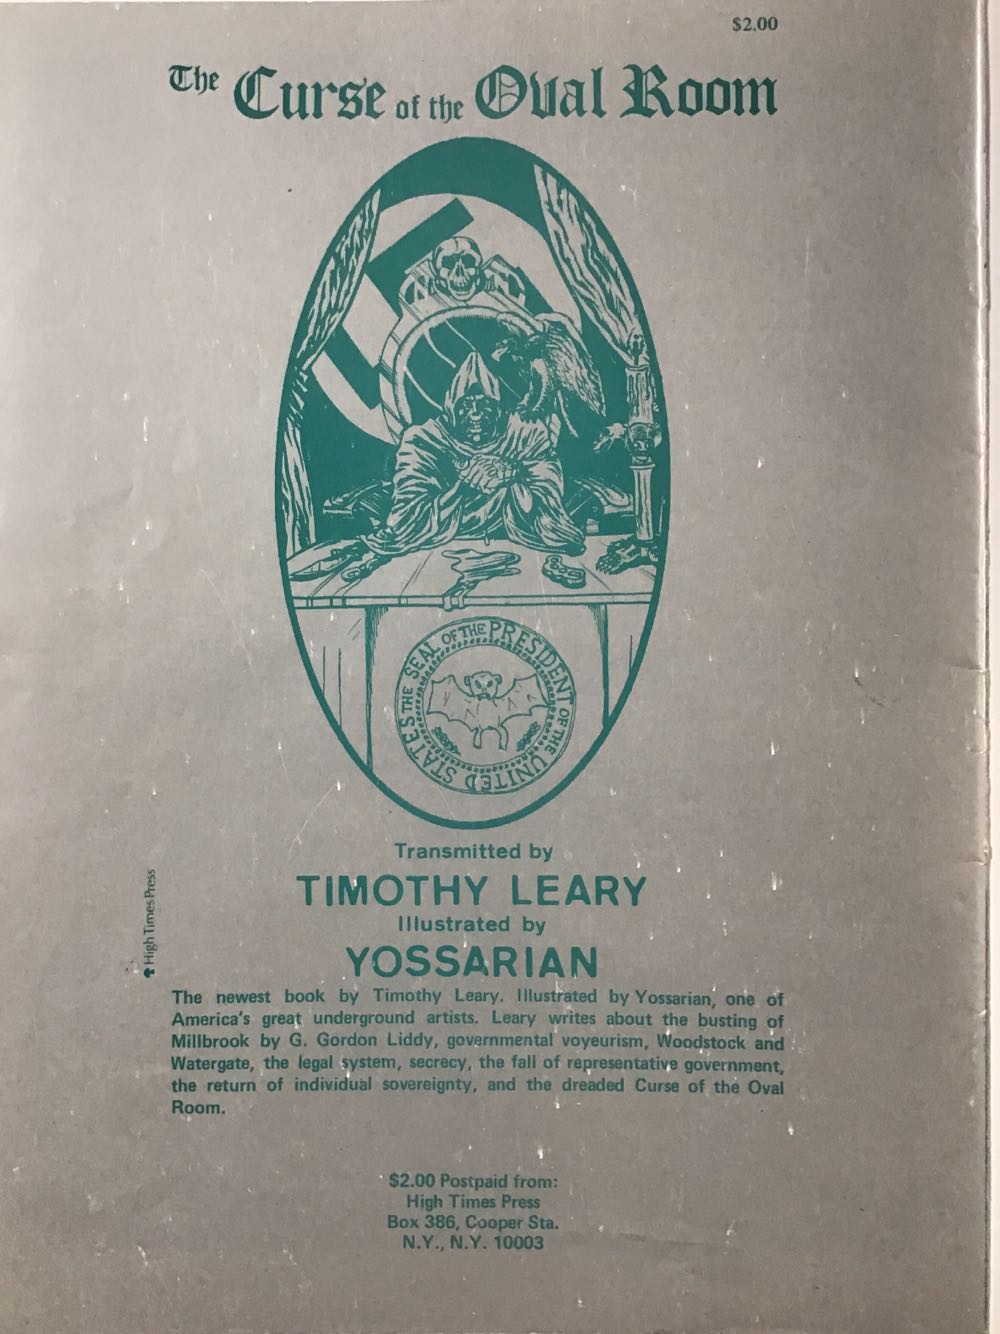 $2.00
The Curse of the Oval Room
THE SEAL OF THE PRESIDENT OF THE UNITED STATES
Transmitted by
TIMOTHY LEARY
Illustrated by
YOSSARIAN
High Times Press
The newest book by Timothy Leary. Illustrated by Yossarian, one of
America's great underground artists. Leary writes about the busting of
Millbrook by G. Gordon Liddy, governmental voyeurism, Woodstock and
Watergate, the legal system, secrecy, the fall of representative government,
the return of individual sovereignty, and the dreaded Curse of the Oval
Room.
$2.00 Postpaid from:
High Times Press
Box 386, Cooper Sta.
N.Y., N.Y. 10003